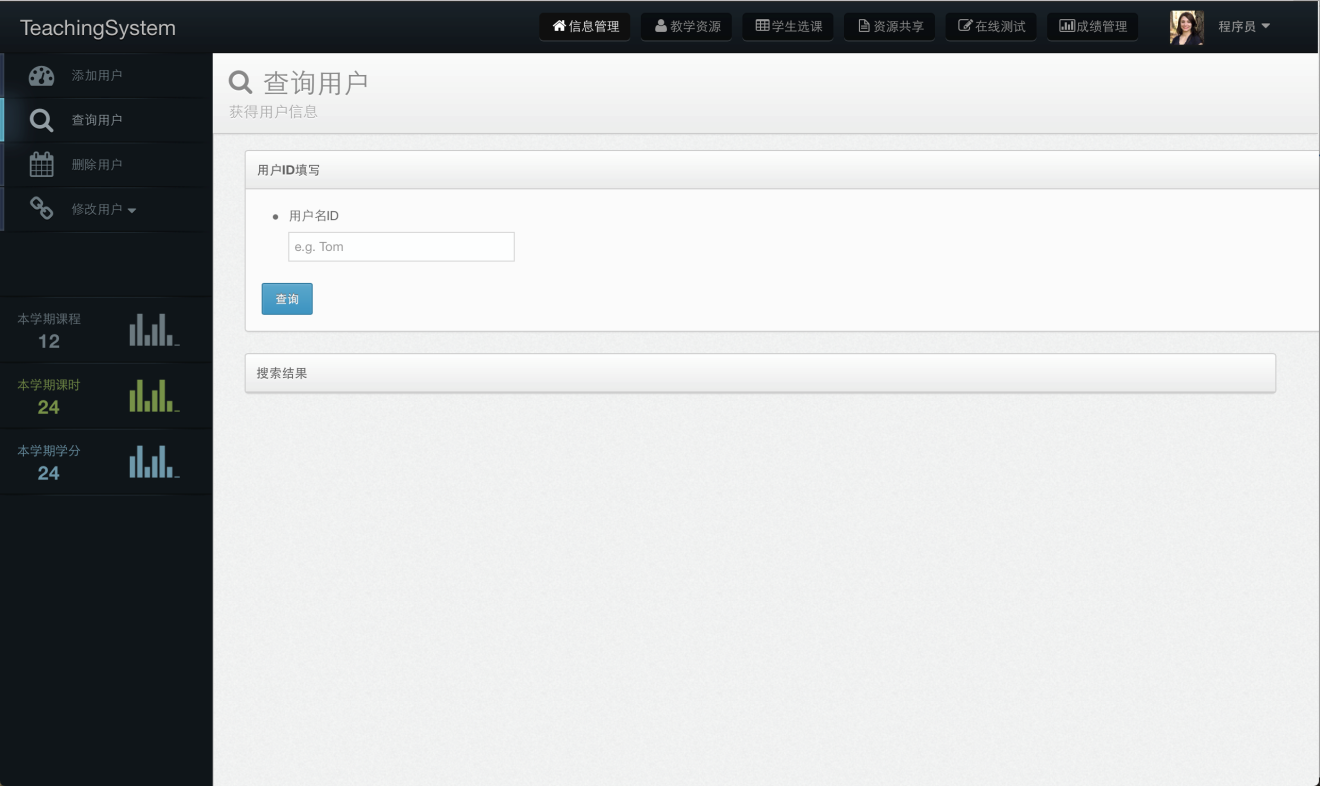 TeachingSystem
信息管理
教学资源
学生选课
资源共享
在线测试
成绩管理
程序员
添加用户
查询用户
删除用户
修改用户
本学期课程
12
本学期课时
24
本学期学分
24
查询用户
获得用户信息
用户ID填写
用户名ID
e.g. Tom
查询
搜索结果